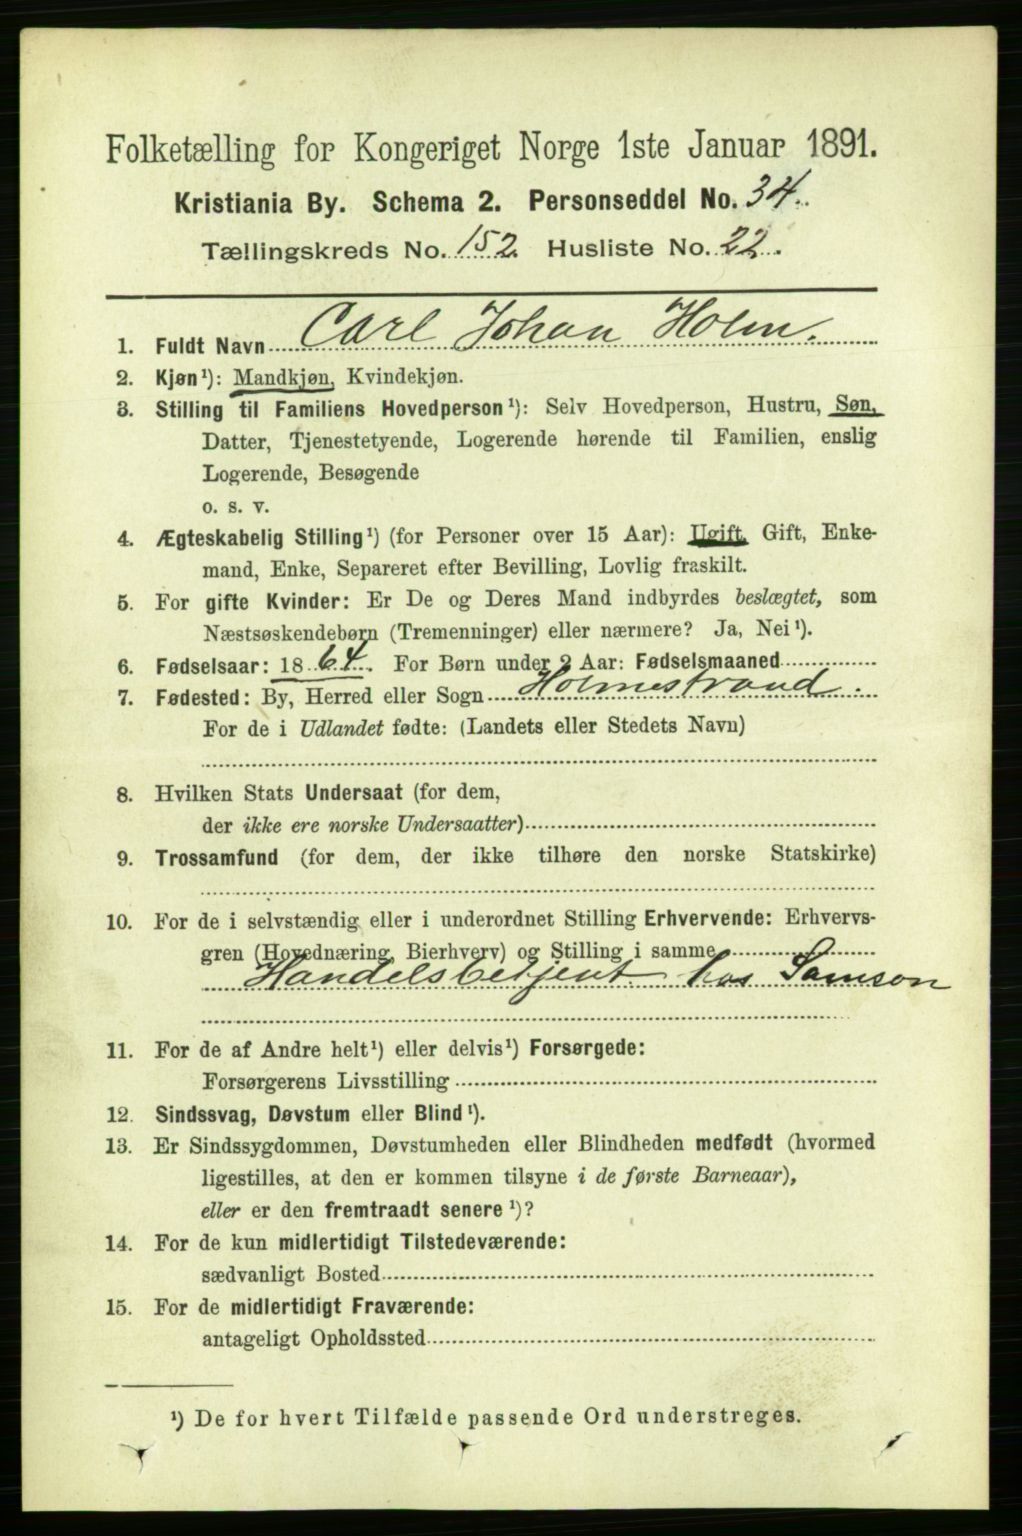 Folketælling for Kongeriget Norge 1ste Januar 1891.
Kristiania By. Schema 2. Personseddel No. 34.
Tællingskreds No. 152 Husliste No. 22.
1. Fuldt Navn Carl Johan Holm.
2. Kjøn¹): Mandkjøn, Kvindekjøn.
3. Stilling til Familiens Hovedperson¹): Selv Hovedperson, Hustru, Søn,
Datter, Tjenestetyende, Logerende hørende til Familien, enslig
Logerende, Besøgende
o. s. v.
4. Ægteskabelig Stilling¹) (for Personer over 15 Aar): Ugift, Gift, Enke-
mand, Enke, Separeret efter Bevilling, Lovlig fraskilt.
5. For gifte Kvinder: Er De og Deres Mand indbyrdes beslægtet, som
Næstsøskendebørn (Tremenninger) eller nærmere? Ja, Nei¹).
6. Fødselsaar: 1864. For Børn under 2 Aar: Fødselsmaaned
7. Fødested: By, Herred eller Sogn Holmestrand.
For de i Udlandet fødte: (Landets eller Stedets Navn)
8. Hvilken Stats Undersaat (for dem,
der ikke ere norske Undersaatter)
9. Trossamfund (for dem, der ikke tilhøre den norske Statskirke)
10. For de i selvstændig eller i underordnet Stilling Erhvervende: Erhvervs-
gren (Hovednæring, Bierhverv) og Stilling i samme
Handelsbetjent hos Samson
11. For de af Andre helt¹) eller delvis¹) Forsørgede:
Forsørgerens Livsstilling
12. Sindssvag, Døvstum eller Blind¹).
13. Er Sindssygdommen, Døvstumheden eller Blindheden medfødt (hvormed
ligestilles, at den er kommen tilsyne i de første Barneaar),
eller er den fremtraadt senere¹)?
14. For de kun midlertidigt Tilstedeværende:
sædvanligt Bosted
15. For de midlertidigt Fraværende:
antageligt Opholdssted
¹) De for hvert Tilfælde passende Ord understreges.